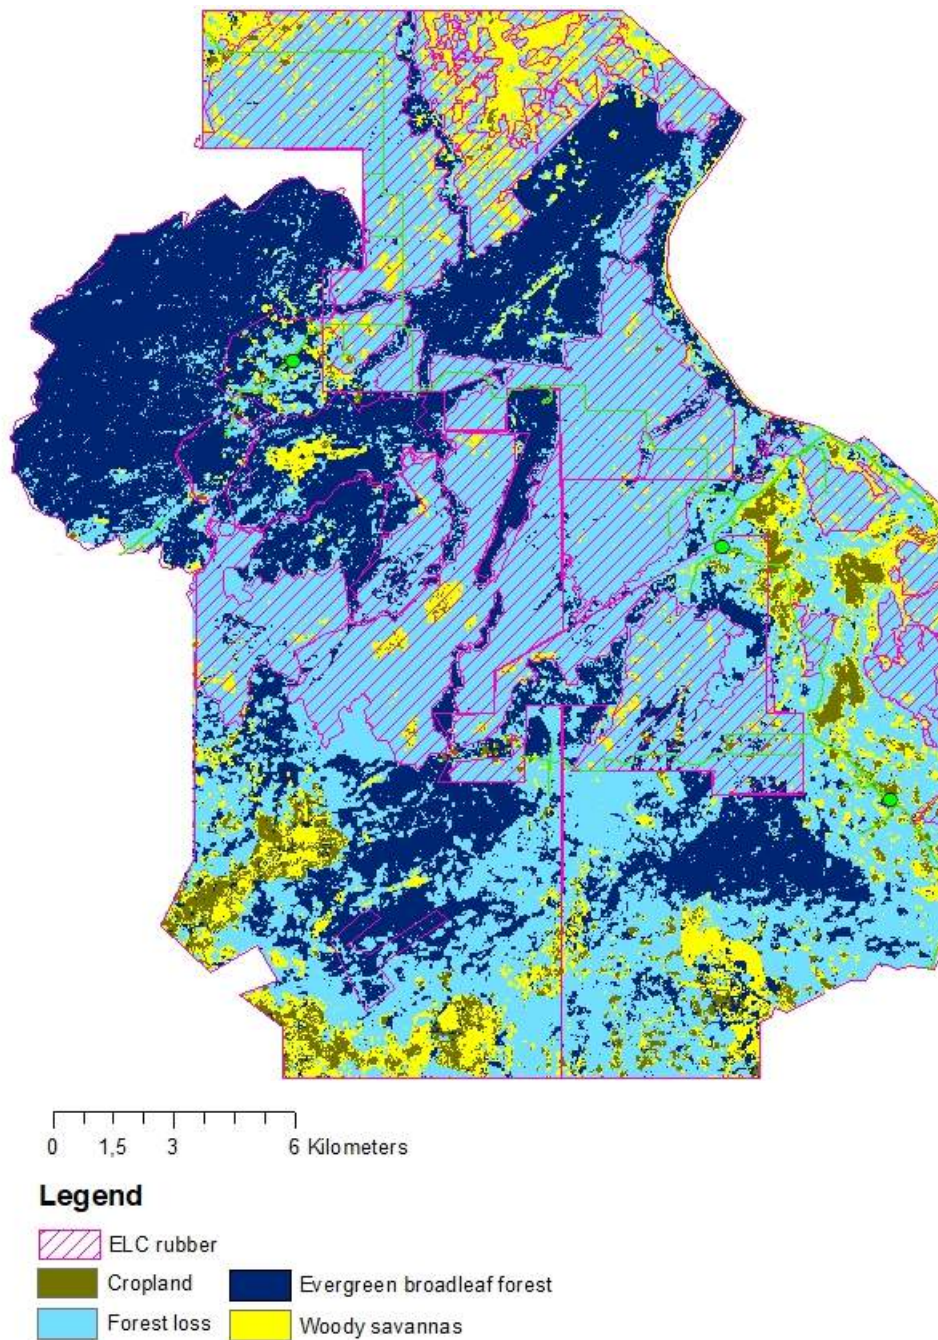 0 1,5 3 6 Kilometers
Legend
ELC rubber
Cropland Evergreen broadleaf forest
Forest loss Woody savannas